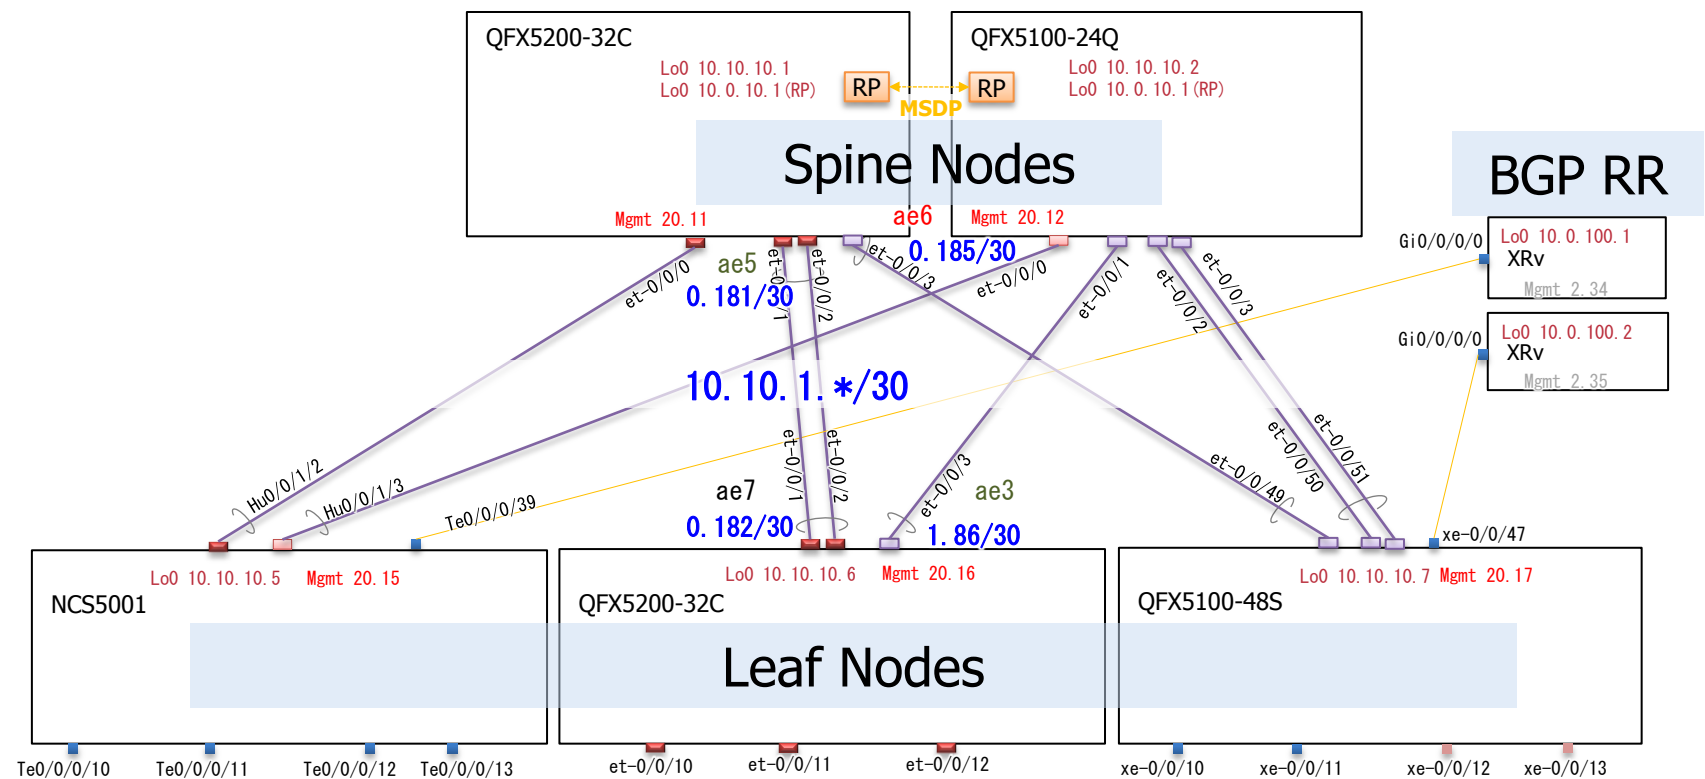 QFX5200-32C
Lo0 10.10.10.1
Lo0 10.0.10.1(RP)
RP
MSDP
RP
QFX5100-24Q
Lo0 10.10.10.2
Lo0 10.0.10.1(RP)
Spine Nodes
BGP RR
Mgmt 20.11
ae6
Mgmt 20.12
0.185/30
Gi0/0/0/0
Lo0 10.0.100.1
XRv
Mgmt 2.34
Gi0/0/0/0
Lo0 10.0.100.2
XRv
Mgmt 2.35
et-0/0/0
ae5
0.181/30
et-0/0/1
et-0/0/2
et-0/0/3
et-0/0/0
et-0/0/1
et-0/0/2
et-0/0/3
10.10.1.*/30
Hu0/0/1/2
Hu0/0/1/3
Te0/0/0/39
ae7
0.182/30
et-0/0/1
et-0/0/2
et-0/0/3
ae3
1.86/30
et-0/0/49
et-0/0/50
et-0/0/51
xe-0/0/47
Lo0 10.10.10.5
Mgmt 20.15
NCS5001
Lo0 10.10.10.6
Mgmt 20.16
QFX5200-32C
Lo0 10.10.10.7
Mgmt 20.17
QFX5100-48S
Leaf Nodes
Te0/0/0/10
Te0/0/0/11
Te0/0/0/12
Te0/0/0/13
et-0/0/10
et-0/0/11
et-0/0/12
xe-0/0/10
xe-0/0/11
xe-0/0/12
xe-0/0/13